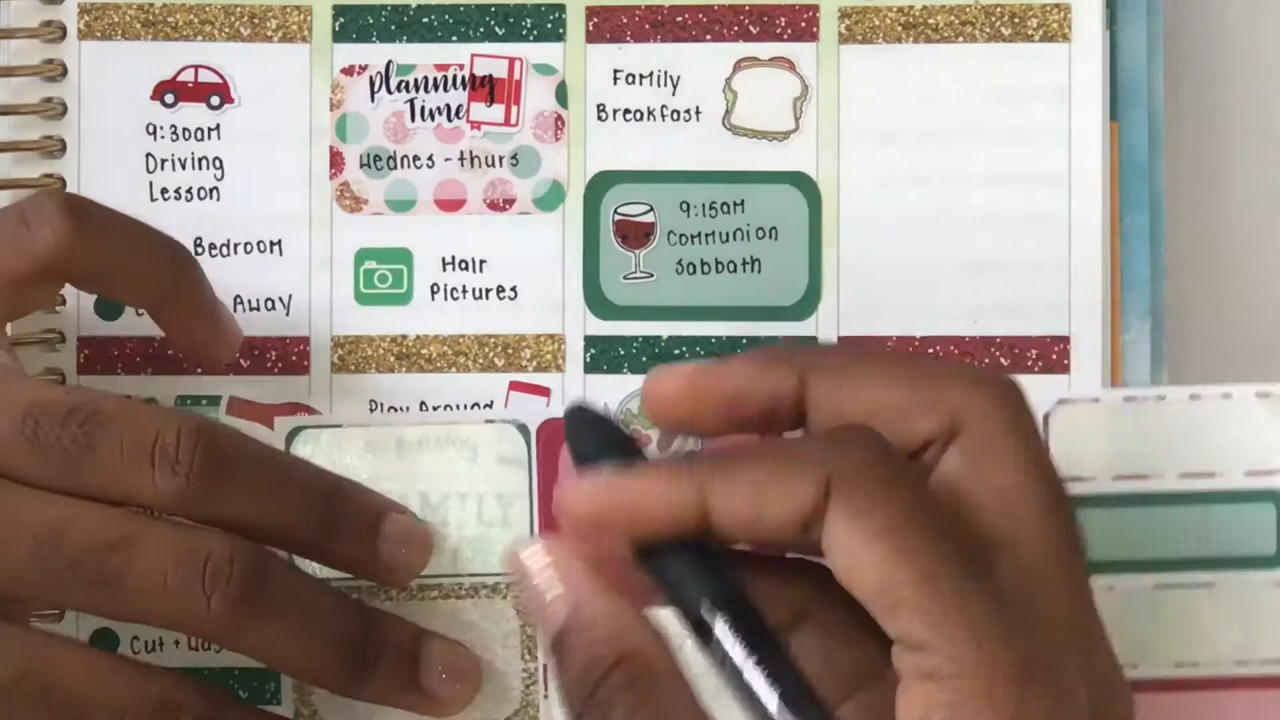 9:30am
Driving
Lesson
Bedroom
Away
Planning
Time
Wednes-thurs
Hair
Pictures
Play Around
Family
Breakfast
9:15am
Communion
Sabbath
Cut +